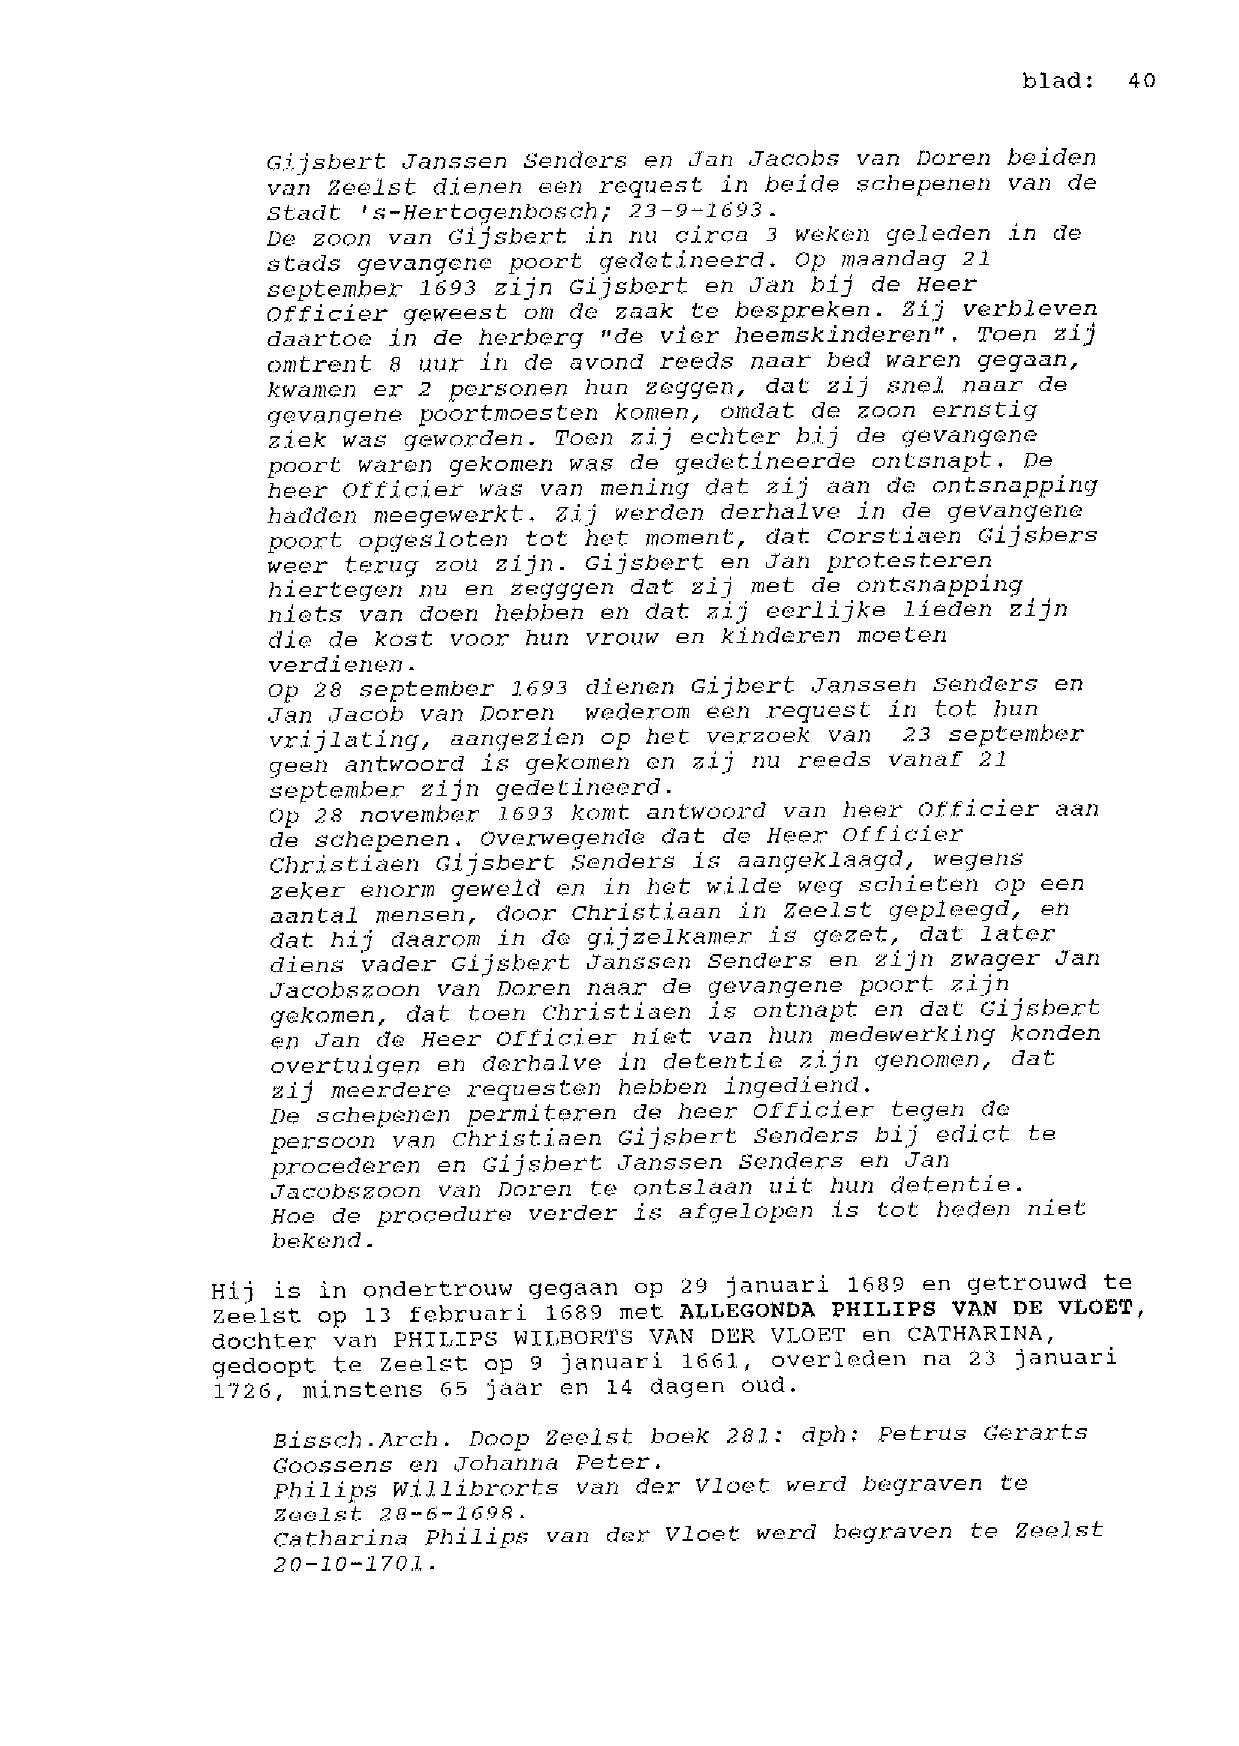 blad: 40
Gijsbert Janssen Senders en Jan Jacobs van Doren beiden
van Zeelst dienen een request in beide schepenen van de
Stadt 's-Hertogenbosch; 23-9-1693.
De zoon van Gijsbert in nu circa 3 weken geleden in de
stads gevangene poort gedetineerd. Op maandag 21
september 1693 zijn Gijsbert en Jan bij de Heer
Officier geweest om de zaak te bespreken. Zij verbleven
daartoe in de herberg "de vier heemskinderen". Toen zij
omtrent 8 uur in de avond reeds naar bed waren gegaan,
kwamen er 2 personen hun zeggen, dat zij snel naar de
gevangene poortmoesten komen, omdat de zoon ernstig
ziek was geworden. Toen zij echter bij de gevangene
poort waren gekomen was de gedetineerde ontsnapt. De
heer Officier was van mening dat zij aan de ontsnapping
hadden meegewerkt. Zij werden derhalve in de gevangene
poort opgesloten tot het moment, dat Corstiaen Gijsbers
weer terug zou zijn. Gijsbert en Jan protesteren
hiertegen nu en zegggen dat zij met de ontsnapping
niets van doen hebben en dat zij eerlijke lieden zijn
die de kost voor hun vrouw en kinderen moeten
verdienen.
Op 28 september 1693 dienen Gijbert Janssen Senders en
Jan Jacob van Doren wederom een request in tot hun
vrijlating, aangezien op het verzoek van 23 september
geen antwoord is gekomen en zij nu reeds vanaf 21
september zijn gedetineerd.
Op 28 november 1693 komt antwoord van heer Officier aan
de schepenen. Overwegende dat de Heer Officier
Christiaen Gijsbert Senders is aangeklaagd, wegens
zeker enorm geweld en in het wilde weg schieten op een
aantal mensen, door Christiaan in Zeelst gepleegd, en
dat hij daarom in de gijzelkamer is gezet, dat later
diens vader Gijsbert Janssen Senders en zijn zwager Jan
Jacobszoon van Doren naar de gevangene poort zijn
gekomen, dat toen Christiaen is ontnapt en dat Gijsbert
en Jan de Heer Officier niet van hun medewerking konden
overtuigen en derhalve in detentie zijn genomen, dat
zij meerdere requesten hebben ingediend.
De schepenen permiteren de heer Officier tegen de
persoon van Christiaen Gijsbert Senders bij edict te
procederen en Gijsbert Janssen Senders en Jan
Jacobszoon van Doren te ontslaan uit hun detentie.
Hoe de procedure verder is afgelopen is tot heden niet
bekend.
Hij is in ondertrouw gegaan op 29 januari 1689 en getrouwd te
Zeelst op 13 februari 1689 met ALLEGONDA PHILIPS VAN DE VLOET,
dochter van PHILIPS WILBORTS VAN DER VLOET en CATHARINA,
gedoopt te Zeelst op 9 januari 1661, overleden na 23 januari
1726, minstens 65 jaar en 14 dagen oud.
Bissch.Arch. Doop Zeelst boek 281: dph: Petrus Gerarts
Goossens en Johanna Peter.
Philips Willibrorts van der Vloet werd begraven te
Zeelst 28-6-1698.
Catharina Philips van der Vloet werd begraven te Zeelst
20-10-1701.